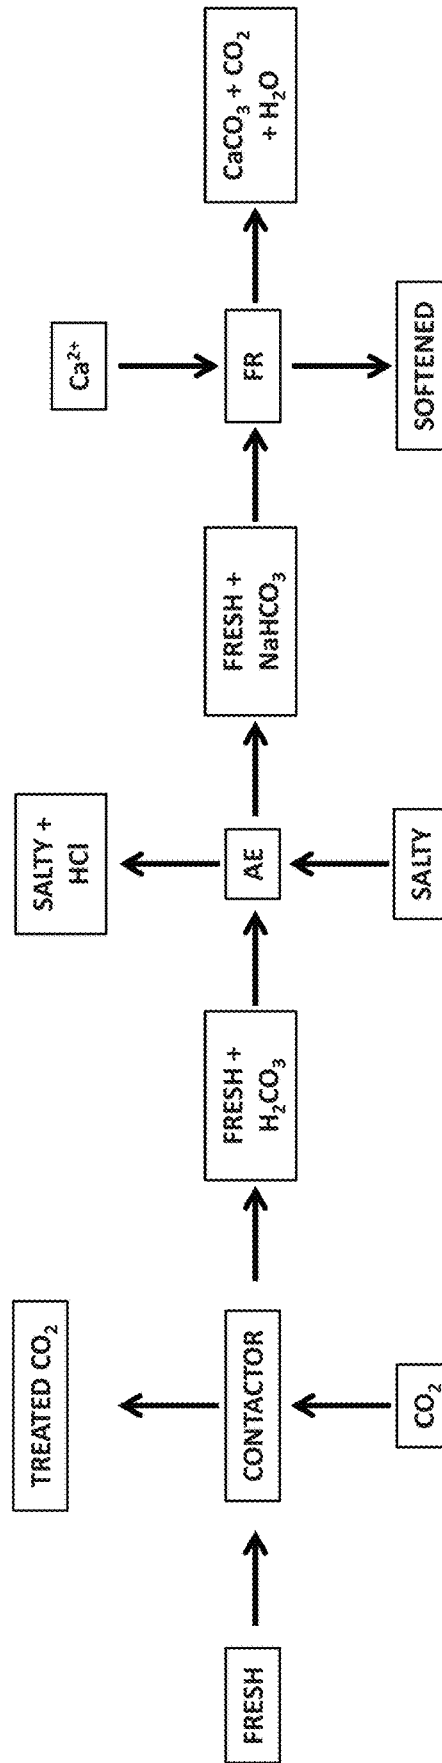 FRESH
TREATED CO₂
CONTACTOR
CO₂
FRESH +
H₂CO₃
SALTY +
HCl
AE
SALTY
FRESH +
NaHCO₃
Ca²⁺
FR
SOFTENED
CaCO₃ + CO₂
+ H₂O